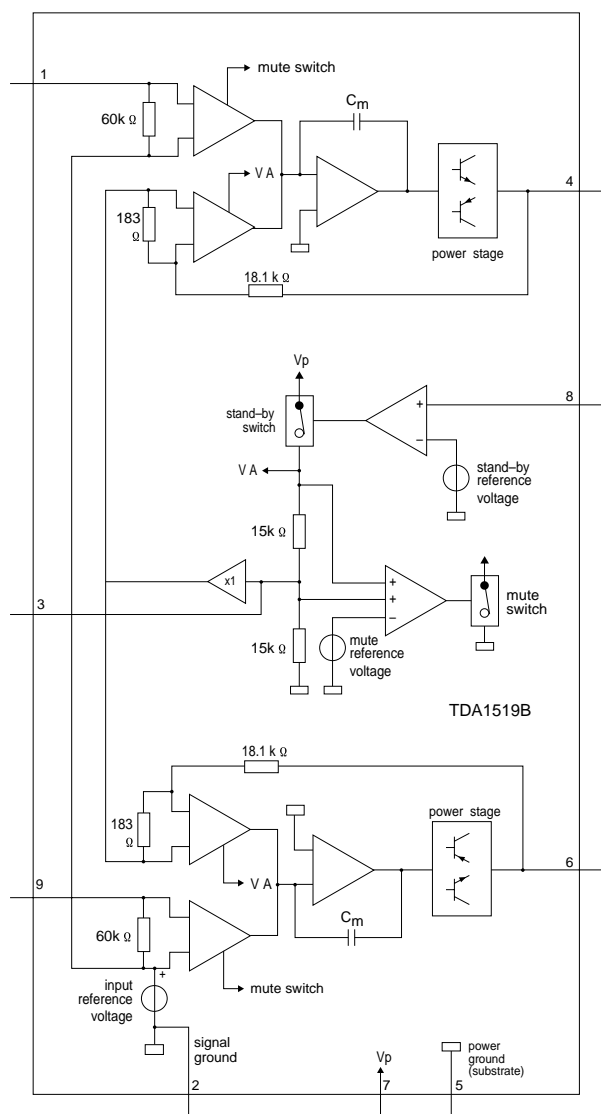 1
mute switch
60k Ω
Cm
V A
4
183
Ω
power stage
18.1 k Ω
Vp
8
+
stand–by
switch
–
V A
stand–by
reference
voltage
15k Ω
x1
+
mute
switch
3
+
–
15k Ω
mute
reference
voltage
TDA1519B
18.1 k Ω
power stage
183
Ω
6
9
V A
Cm
60k Ω
+
input
reference
voltage
mute switch
signal
ground
Vp
power
ground
(substrate)
2
7
5